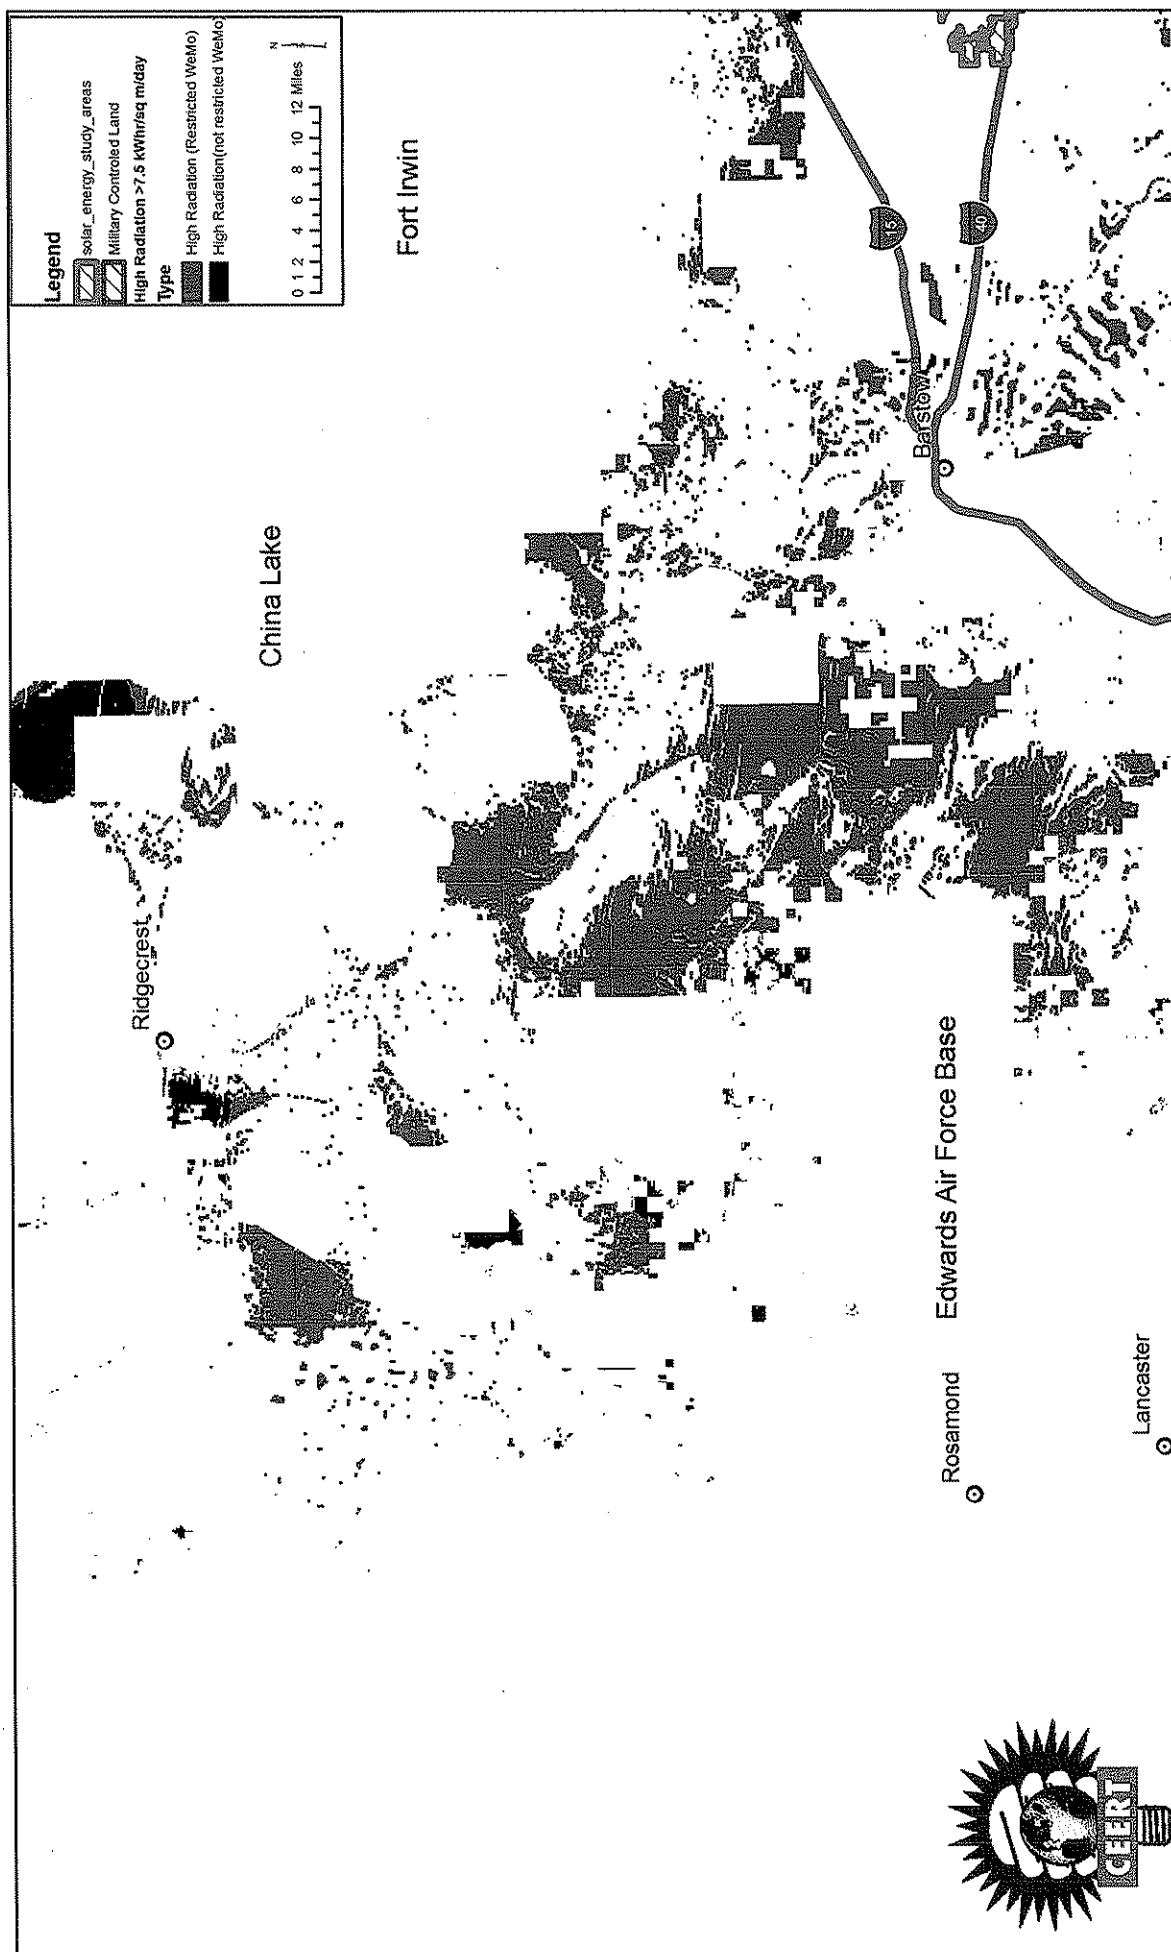 Legend
solar_energy_study_areas
Military Controled Land
High Radiation >7.5 kWhr/sq m/day
Type
High Radiation (Restricted WeMo)
High Radiation(not restricted WeMo)
0 1 2 4 6 8 10 12 Miles
N
Fort Irwin
China Lake
Ridgecrest
15
40
Barstow
Edwards Air Force Base
Rosamond
Lancaster
CEERT